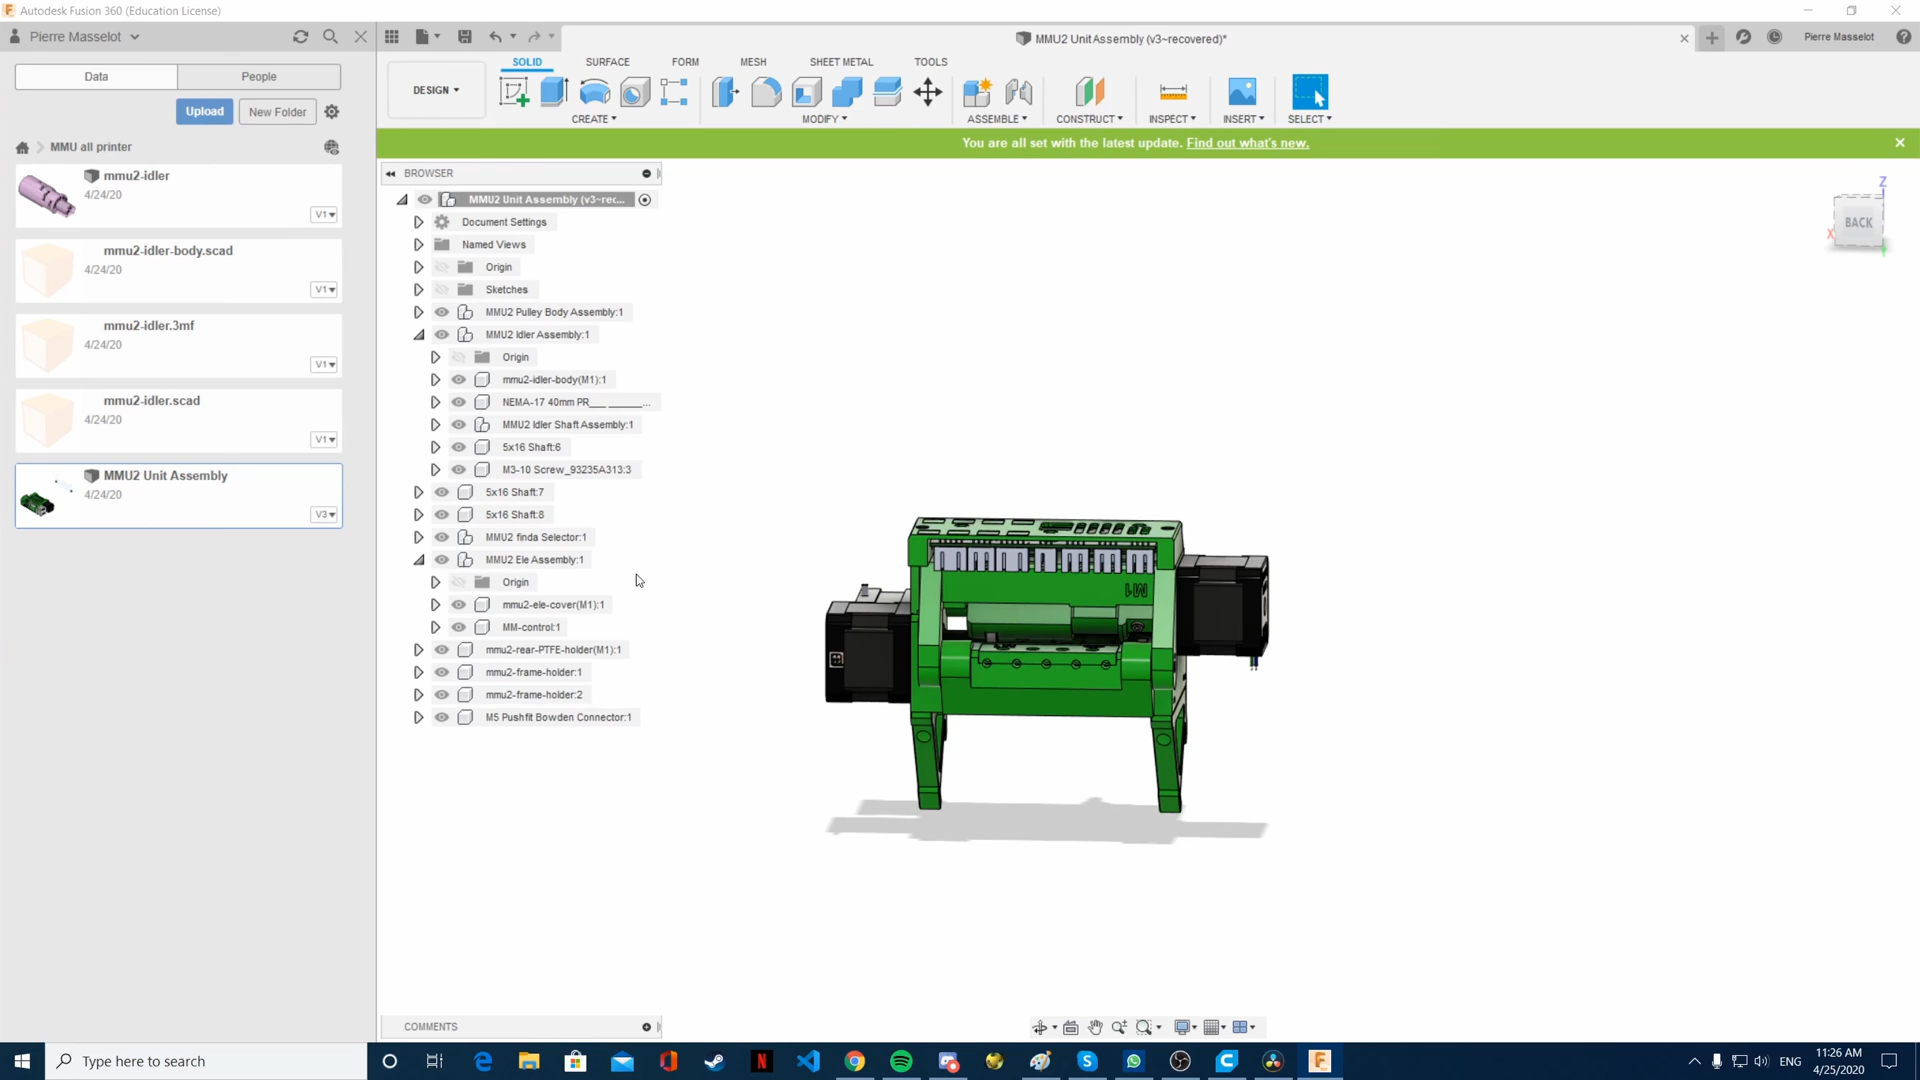 Autodesk Fusion 360 (Education License)
Pierre Masselot
MMU2 Unit Assembly (v3~recovered)*
Pierre Masselot
Data
People
Upload
New Folder
MMU all printer
mmu2-idler
4/24/20
V1
mmu2-idler-body.scad
4/24/20
V1
mmu2-idler.3mf
4/24/20
V1
mmu2-idler.scad
4/24/20
V1
MMU2 Unit Assembly
4/24/20
V3
DESIGN
SOLID
SURFACE
FORM
MESH
SHEET METAL
TOOLS
CREATE
MODIFY
ASSEMBLE
CONSTRUCT
INSPECT
INSERT
SELECT
You are all set with the latest update. Find out what's new.
BROWSER
MMU2 Unit Assembly (v3~rec...
Document Settings
Named Views
Origin
Sketches
MMU2 Pulley Body Assembly:1
MMU2 Idler Assembly:1
Origin
mmu2-idler-body(M1):1
NEMA-17 40mm PR___ ______...
MMU2 Idler Shaft Assembly:1
5x16 Shaft:6
M3-10 Screw_93235A313:3
5x16 Shaft:7
5x16 Shaft:8
MMU2 finda Selector:1
MMU2 Ele Assembly:1
Origin
mmu2-ele-cover(M1):1
MM-control:1
mmu2-rear-PTFE-holder(M1):1
mmu2-frame-holder:1
mmu2-frame-holder:2
M5 Pushfit Bowden Connector:1
M1
Z
BACK
X
COMMENTS
Type here to search
ENG
11:26 AM
4/25/2020